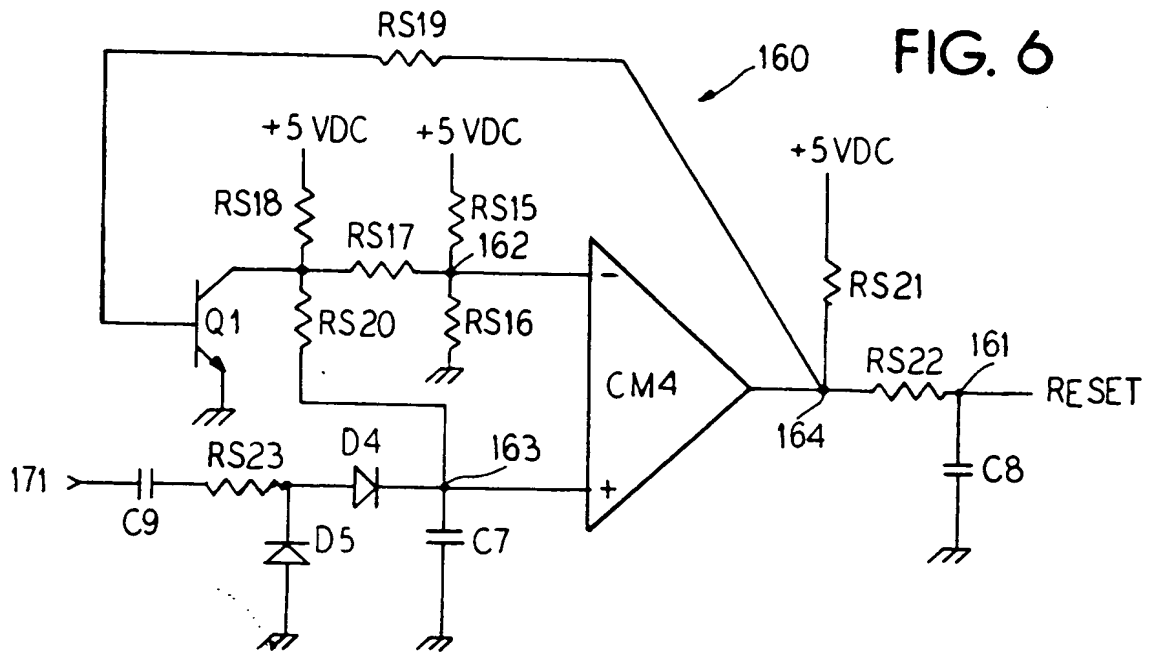 RS19
FIG. 6
160
+5 VDC
+5 VDC
+5 VDC
RS18
RS15
RS17
162
RS21
Q1
RS20
RS16
-
CM4
RS22
161
RESET
164
D4
163
171
RS23
+
C8
C9
D5
C7